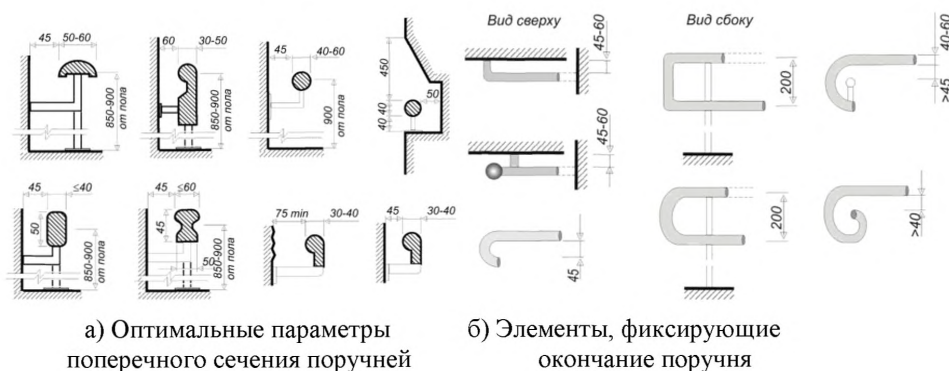 Вид сверху
Вид сбоку
45
50-60
850-900
от пола
60
30-50
850-900
от пола
45
40-60
900
450
50
40 40
45-60
200
40-60
>45
45
≤40
50
850-900
от пола
45
≤60
45
50
850-900
от пола
75 min
30-40
45
30-40
45-60
45
200
>40
а) Оптимальные параметры
поперечного сечения поручней
б) Элементы, фиксирующие
окончание поручня